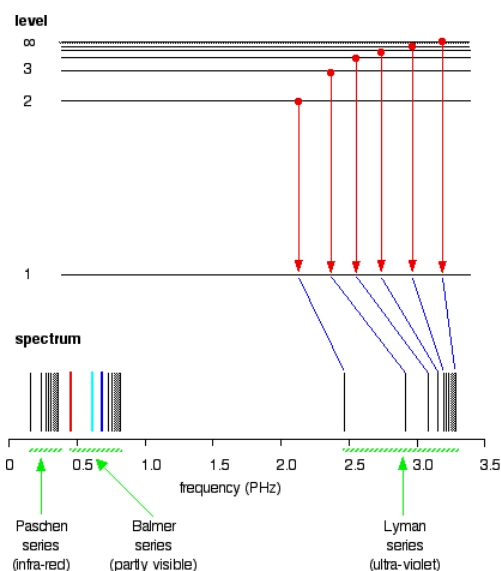 level
∞
3
2
1
spectrum
0 0.5 1.0 1.5 2.0 2.5 3.0 3.5
frequency (PHz)
Paschen
series
(infra-red)
Balmer
series
(partly visible)
Lyman
series
(ultra-violet)